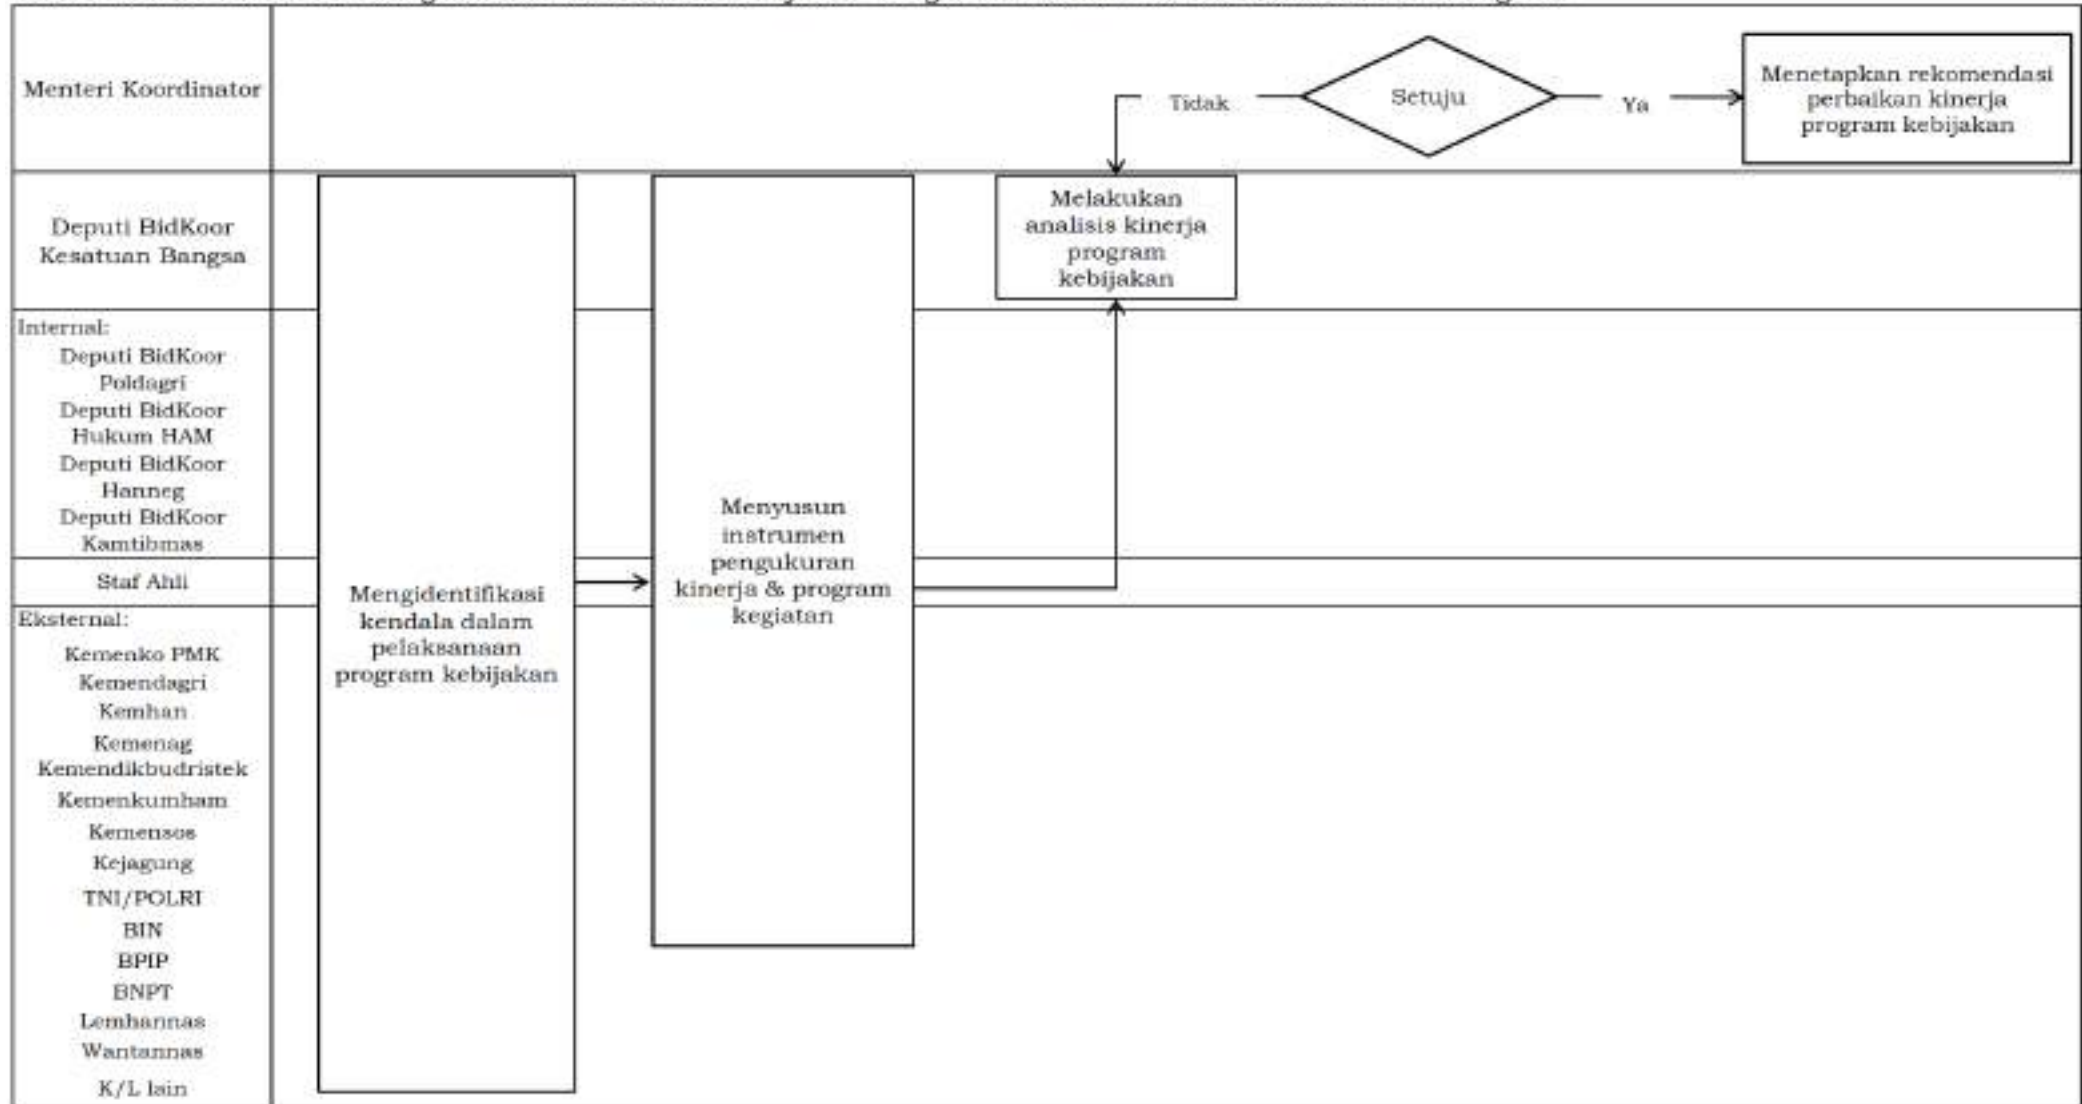 Menteri Koordinator
Tidak
Setuju
Ya
Menetapkan rekomendasi
perbaikan kinerja
program kebijakan
Deputi BidKoor
Kesatuan Bangsa
Melakukan
analisis kinerja
program
kebijakan
Internal:
Deputi BidKoor
Poldagri
Deputi BidKoor
Hukum HAM
Deputi BidKoor
Hanneg
Deputi BidKoor
Kamtibmas
Staf Ahli
Mengidentifikasi
kendala dalam
pelaksanaan
program kebijakan
Menyusun
instrumen
pengukuran
kinerja & program
kegiatan
Eksternal:
Kemenko PMK
Kemendagri
Kemhan
Kemenag
Kemendikbudristek
Kemenkumham
Kemensos
Kejagung
TNI/POLRI
BIN
BPIP
BNPT
Lemhannas
Wantannas
K/L lain